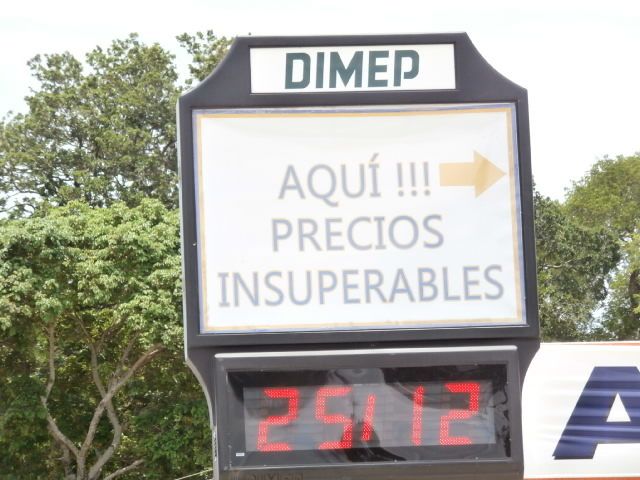 DIMEP
AQUÍ !!!
PRECIOS
INSUPERABLES
25/12
A